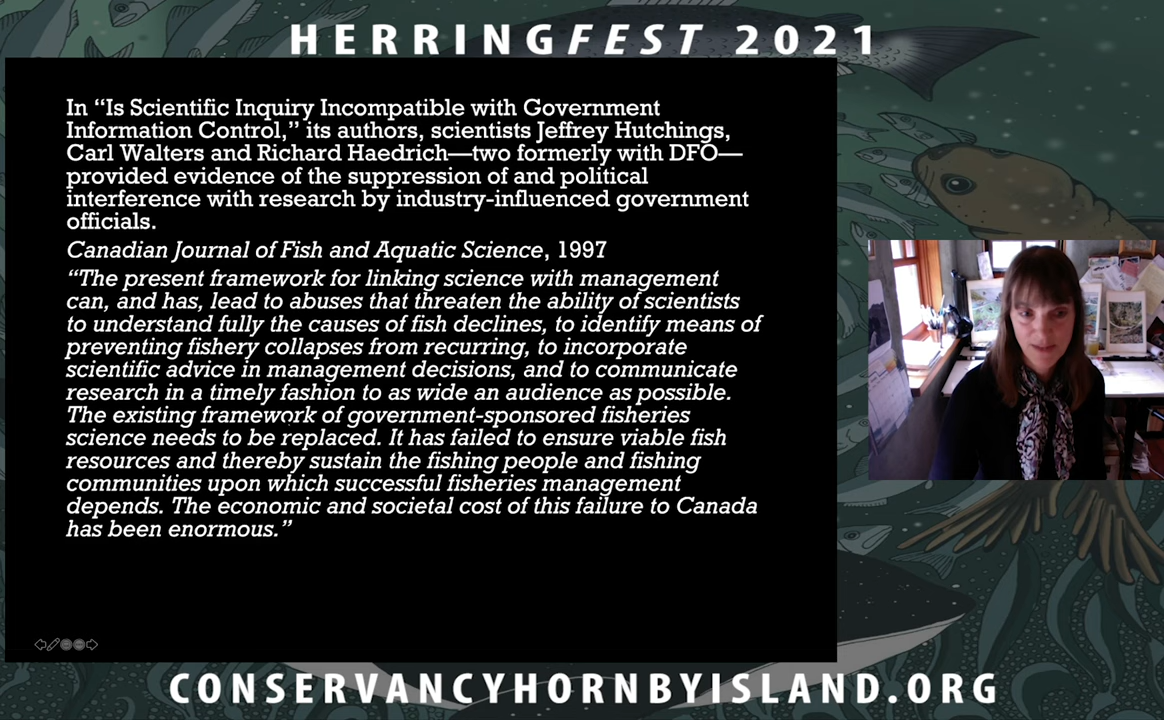 HERRINGFEST 2021
In “Is Scientific Inquiry Incompatible with Government
Information Control,” its authors, scientists Jeffrey Hutchings,
Carl Walters and Richard Haedrich—two formerly with DFO—
provided evidence of the suppression of and political
interference with research by industry-influenced government
officials.
Canadian Journal of Fish and Aquatic Science, 1997
“The present framework for linking science with management
can, and has, lead to abuses that threaten the ability of scientists
to understand fully the causes of fish declines, to identify means of
preventing fishery collapses from recurring, to incorporate
scientific advice in management decisions, and to communicate
research in a timely fashion to as wide an audience as possible.
The existing framework of government-sponsored fisheries
science needs to be replaced. It has failed to ensure viable fish
resources and thereby sustain the fishing people and fishing
communities upon which successful fisheries management
depends. The economic and societal cost of this failure to Canada
has been enormous.”
CONSERVANCYHORNBYISLAND.ORG